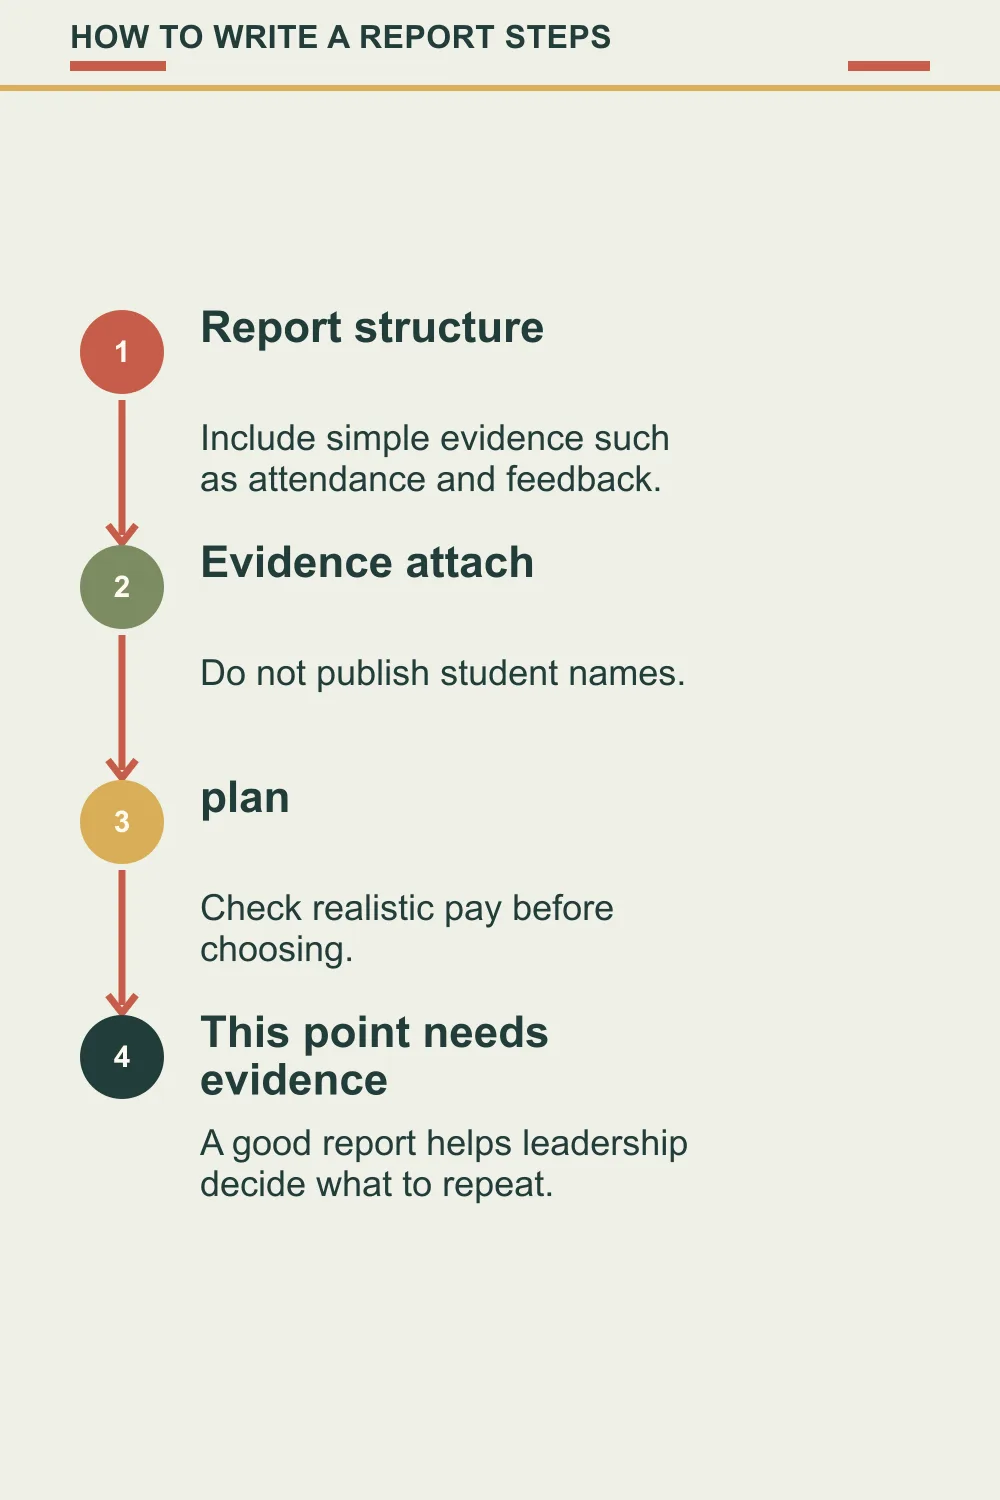 HOW TO WRITE A REPORT STEPS
1
Report structure
Include simple evidence such
as attendance and feedback.
2
Evidence attach
Do not publish student names.
3
plan
Check realistic pay before
choosing.
4
This point needs
evidence
A good report helps leadership
decide what to repeat.